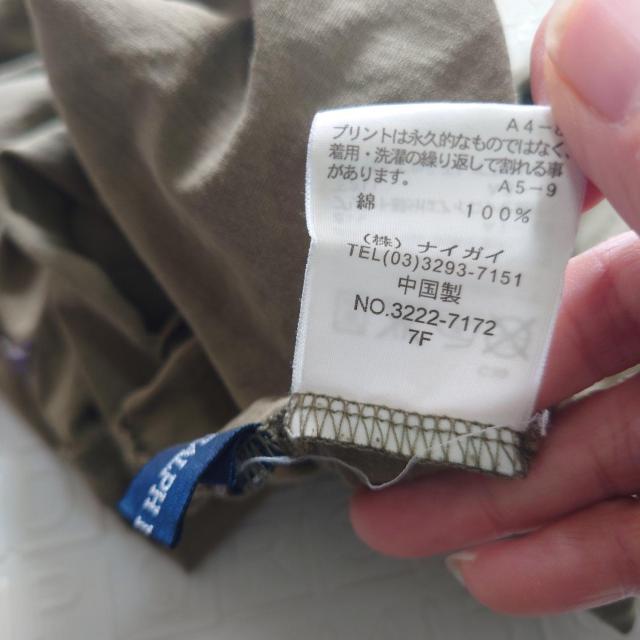 A4-8
プリントは永久的なものではなく、
着用・洗濯の繰り返しで割れる事
があります。 A5-9
綿 100%
(株) ナイガイ
TEL(03)3293-7151
中国製
NO.3222-7172
7F
RALPH